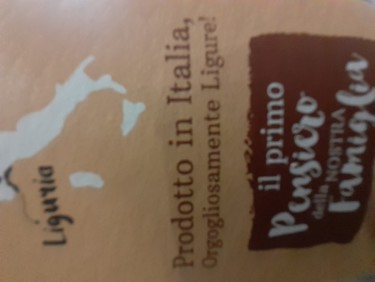 Liguria
Prodotto in Italia,
Orgogliosamente Ligure!
il primo
Pensiero
della NOSTRA
Famiglia